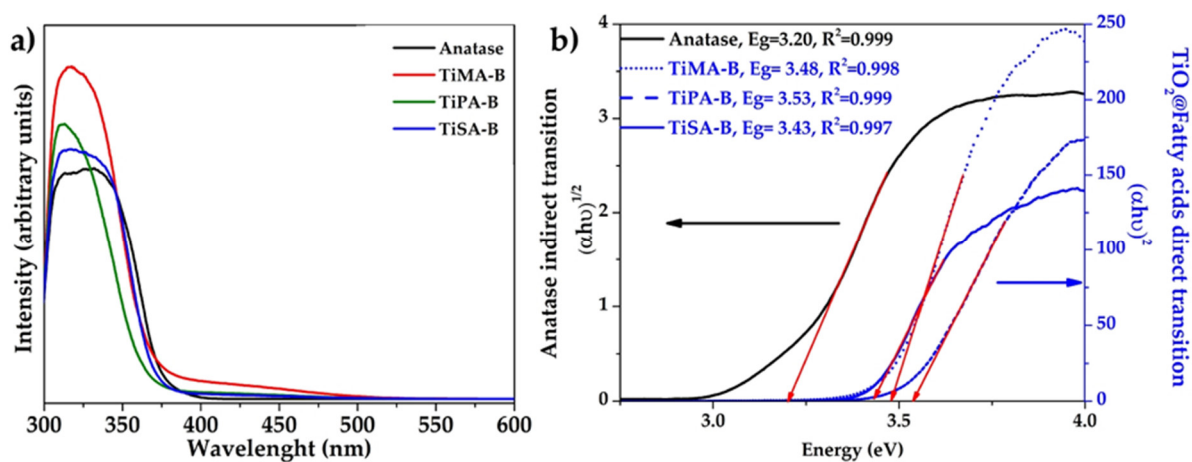 a)
Intensity (arbitrary units)
Anatase
TiMA-B
TiPA-B
TiSA-B
300
350
400
450
500
550
600
Wavelenght (nm)
b)
Anatase indirect transition
(αhυ)1/2
4
3
2
1
0
Anatase, Eg=3.20, R2=0.999
TiMA-B, Eg= 3.48, R2=0.998
TiPA-B, Eg= 3.53, R2=0.999
TiSA-B, Eg= 3.43, R2=0.997
3.0
3.5
4.0
Energy (eV)
250
200
150
100
50
0
(αhυ)2
TiO2@Fatty acids direct transition